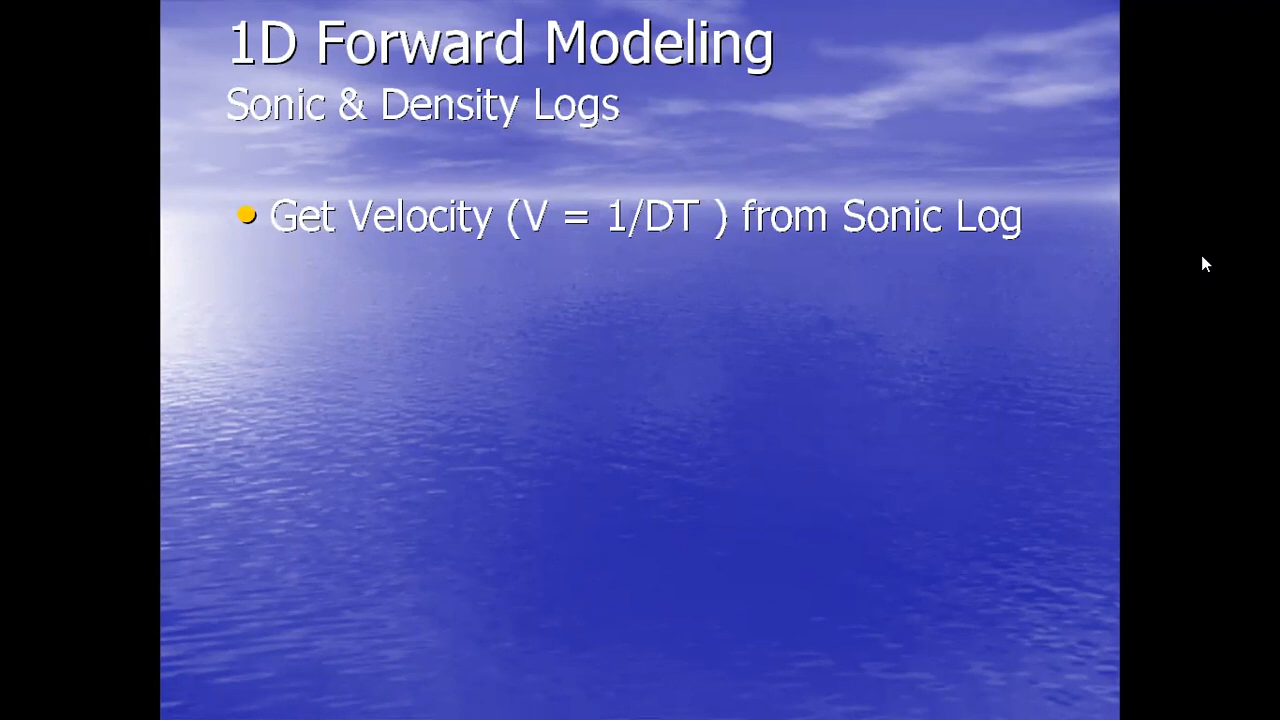 1D Forward Modeling
Sonic & Density Logs
Get Velocity (V = 1/DT ) from Sonic Log